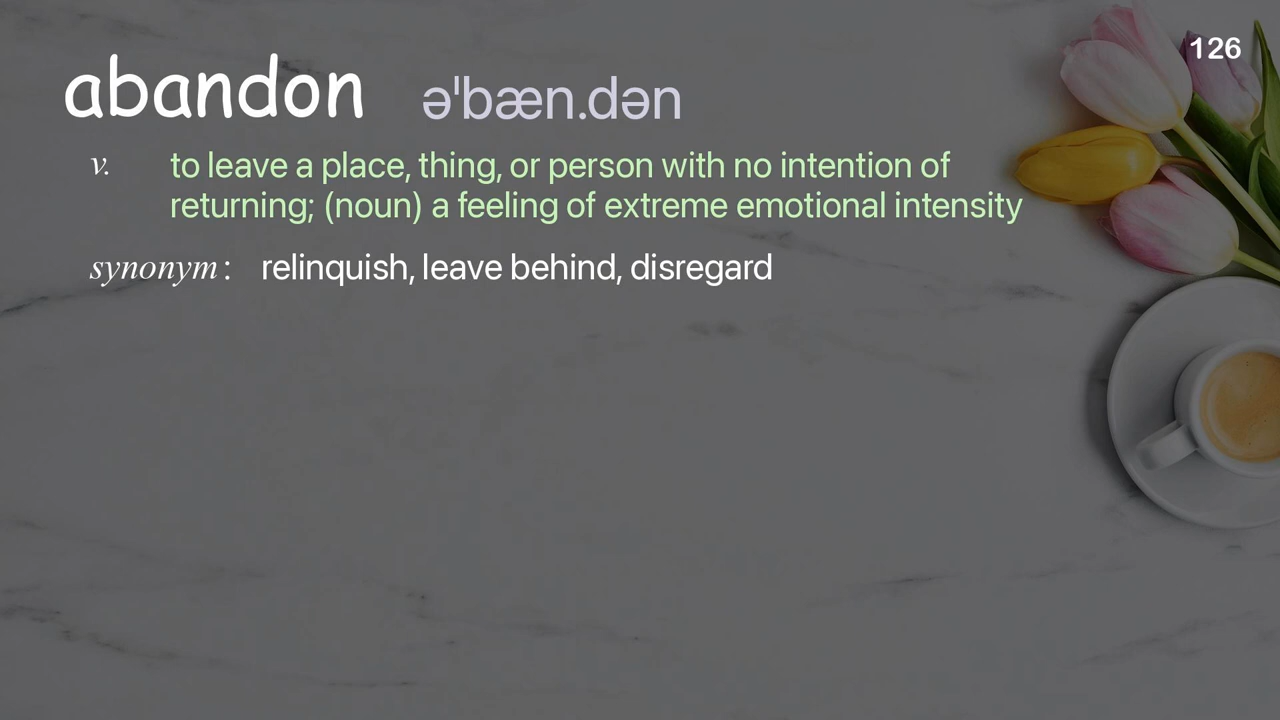 126
abandon ə'bæn.dən
v. to leave a place, thing, or person with no intention of
returning; (noun) a feeling of extreme emotional intensity
synonym: relinquish, leave behind, disregard